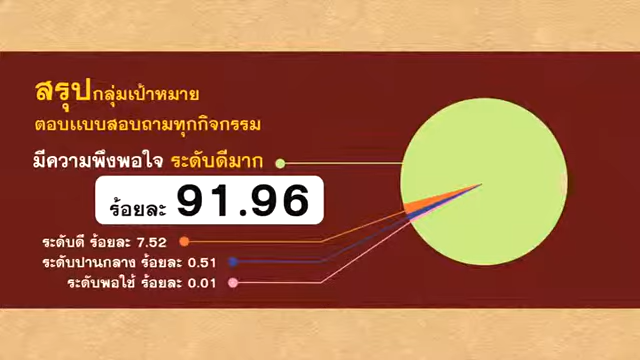 สรุปกลุ่มเป้าหมาย
ตอบแบบสอบถามทุกกิจกรรม
มีความพึงพอใจ ระดับดีมาก
ร้อยละ 91.96
ระดับดี ร้อยละ 7.52
ระดับปานกลาง ร้อยละ 0.51
ระดับพอใช้ ร้อยละ 0.01